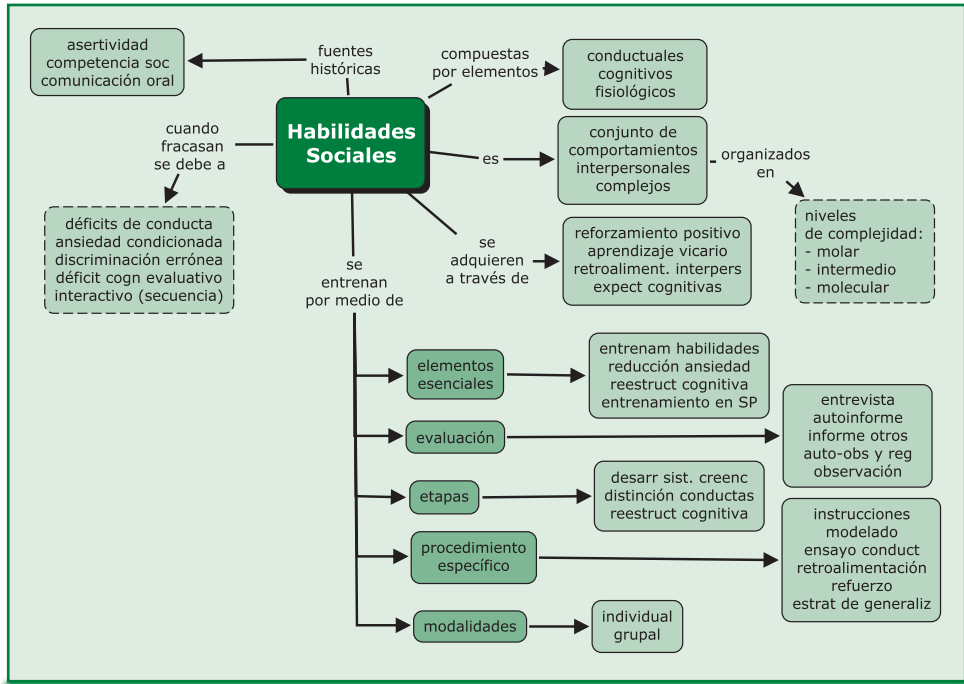 asertividad
competencia soc
comunicación oral
fuentes
históricas
compuestas
por elementos
conductuales
cognitivos
fisiológicos
Habilidades
Sociales
cuando
fracasan
se debe a
es
conjunto de
comportamientos
interpersonales
complejos
organizados
en
niveles
de complejidad:
- molar
- intermedio
- molecular
déficits de conducta
ansiedad condicionada
discriminación errónea
déficit cogn evaluativo
interactivo (secuencia)
se
adquieren
a través de
reforzamiento positivo
aprendizaje vicario
retroaliment. interpers
expect cognitivas
se
entrenan
por medio de
elementos
esenciales
entrenam habilidades
reducción ansiedad
reestruct cognitiva
entrenamiento en SP
evaluación
entrevista
autoinforme
informe otros
auto-obs y reg
observación
etapas
desarr sist. creenc
distinción conductas
reestruct cognitiva
procedimiento
específico
instrucciones
modelado
ensayo conduct
retroalimentación
refuerzo
estrat de generaliz
modalidades
individual
grupal